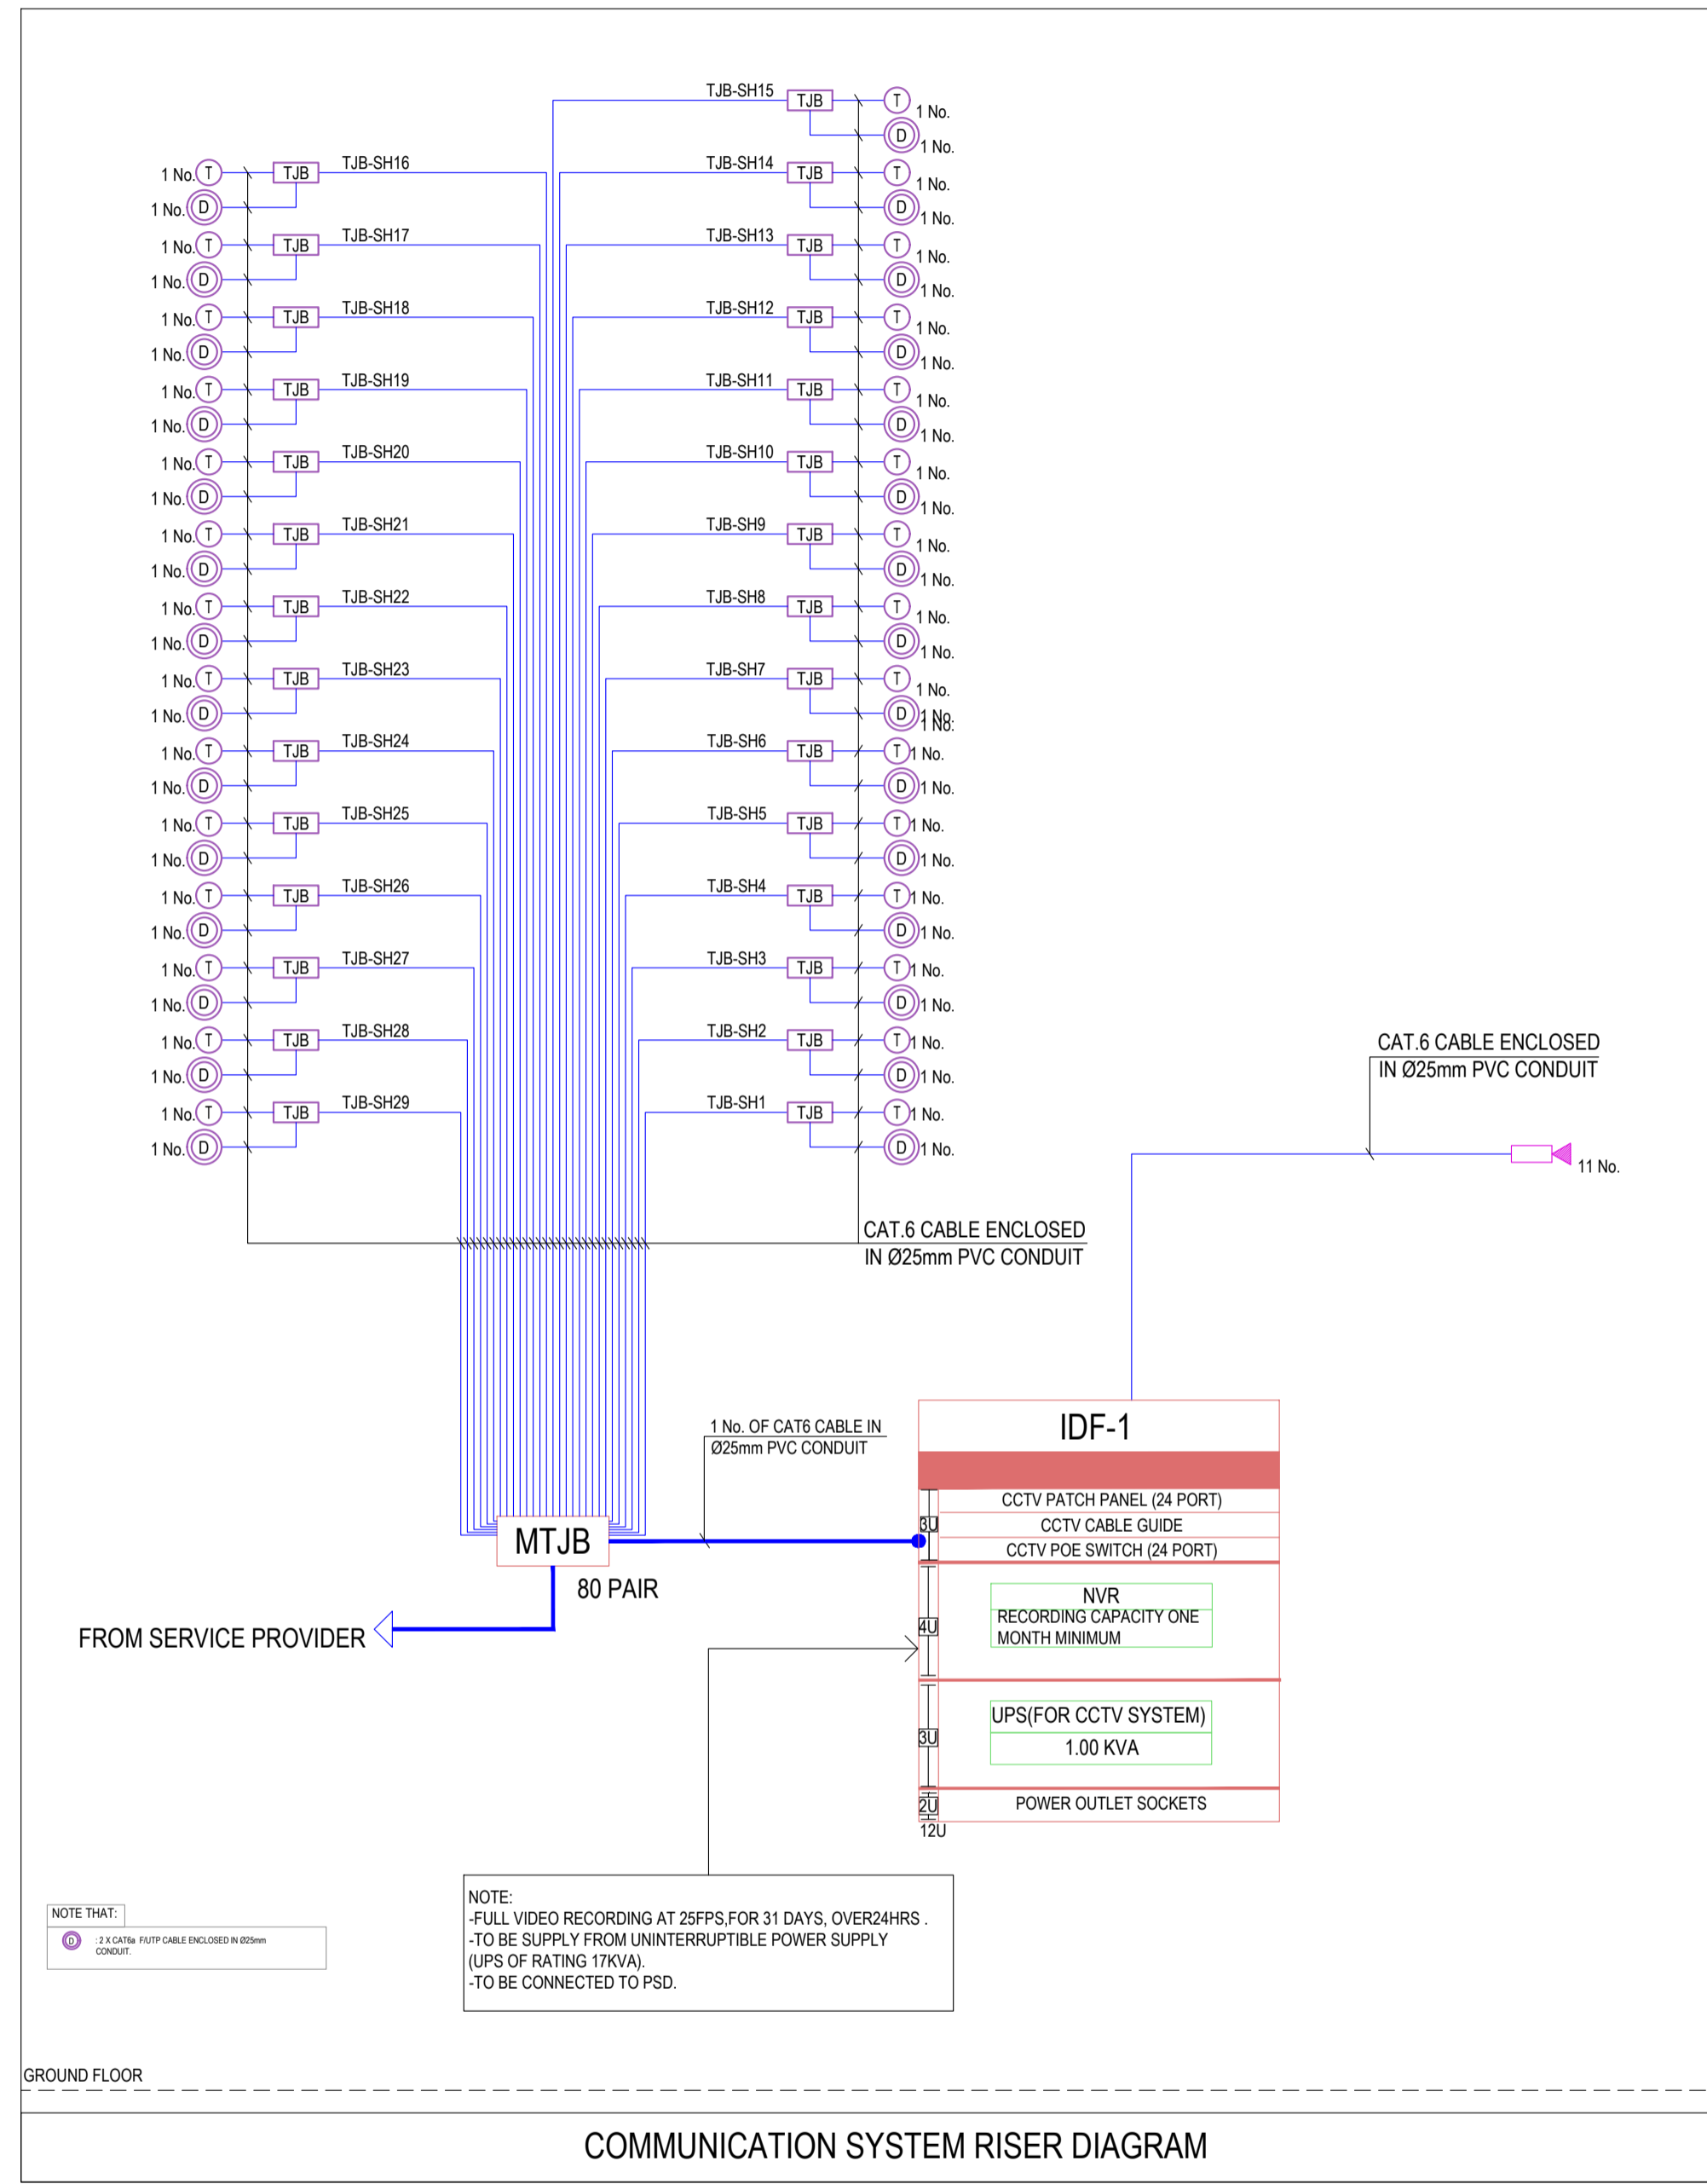 TJB-SH15 TJB T 1 No.
D 1 No.
1 No. T TJB TJB-SH16 TJB-SH14 TJB T 1 No.
1 No. D D 1 No.
1 No. T TJB TJB-SH17 TJB-SH13 TJB T 1 No.
1 No. D D 1 No.
1 No. T TJB TJB-SH18 TJB-SH12 TJB T 1 No.
1 No. D D 1 No.
1 No. T TJB TJB-SH19 TJB-SH11 TJB T 1 No.
1 No. D D 1 No.
1 No. T TJB TJB-SH20 TJB-SH10 TJB T 1 No.
1 No. D D 1 No.
1 No. T TJB TJB-SH21 TJB-SH9 TJB T 1 No.
1 No. D D 1 No.
1 No. T TJB TJB-SH22 TJB-SH8 TJB T 1 No.
1 No. D D 1 No.
1 No. T TJB TJB-SH23 TJB-SH7 TJB T 1 No.
1 No. D D 1 No.
1 No.
1 No. T TJB TJB-SH24 TJB-SH6 TJB T 1 No.
1 No. D D 1 No.
1 No. T TJB TJB-SH25 TJB-SH5 TJB T 1 No.
1 No. D D 1 No.
1 No. T TJB TJB-SH26 TJB-SH4 TJB T 1 No.
1 No. D D 1 No.
1 No. T TJB TJB-SH27 TJB-SH3 TJB T 1 No.
1 No. D D 1 No.
1 No. T TJB TJB-SH28 TJB-SH2 TJB T 1 No.
1 No. D D 1 No.
1 No. T TJB TJB-SH29 TJB-SH1 TJB T 1 No.
1 No. D D 1 No.
CAT.6 CABLE ENCLOSED
IN Ø25mm PVC CONDUIT
11 No.
CAT.6 CABLE ENCLOSED
IN Ø25mm PVC CONDUIT
1 No. OF CAT6 CABLE IN
Ø25mm PVC CONDUIT
MTJB
80 PAIR
FROM SERVICE PROVIDER
IDF-1
3U
CCTV PATCH PANEL (24 PORT)
CCTV CABLE GUIDE
CCTV POE SWITCH (24 PORT)
4U
NVR
RECORDING CAPACITY ONE
MONTH MINIMUM
3U
UPS(FOR CCTV SYSTEM)
1.00 KVA
2U
POWER OUTLET SOCKETS
12U
NOTE:
-FULL VIDEO RECORDING AT 25FPS,FOR 31 DAYS, OVER24HRS .
-TO BE SUPPLY FROM UNINTERRUPTIBLE POWER SUPPLY
(UPS OF RATING 17KVA).
-TO BE CONNECTED TO PSD.
NOTE THAT:
D : 2 X CAT6a F/UTP CABLE ENCLOSED IN Ø25mm
CONDUIT.
GROUND FLOOR
COMMUNICATION SYSTEM RISER DIAGRAM